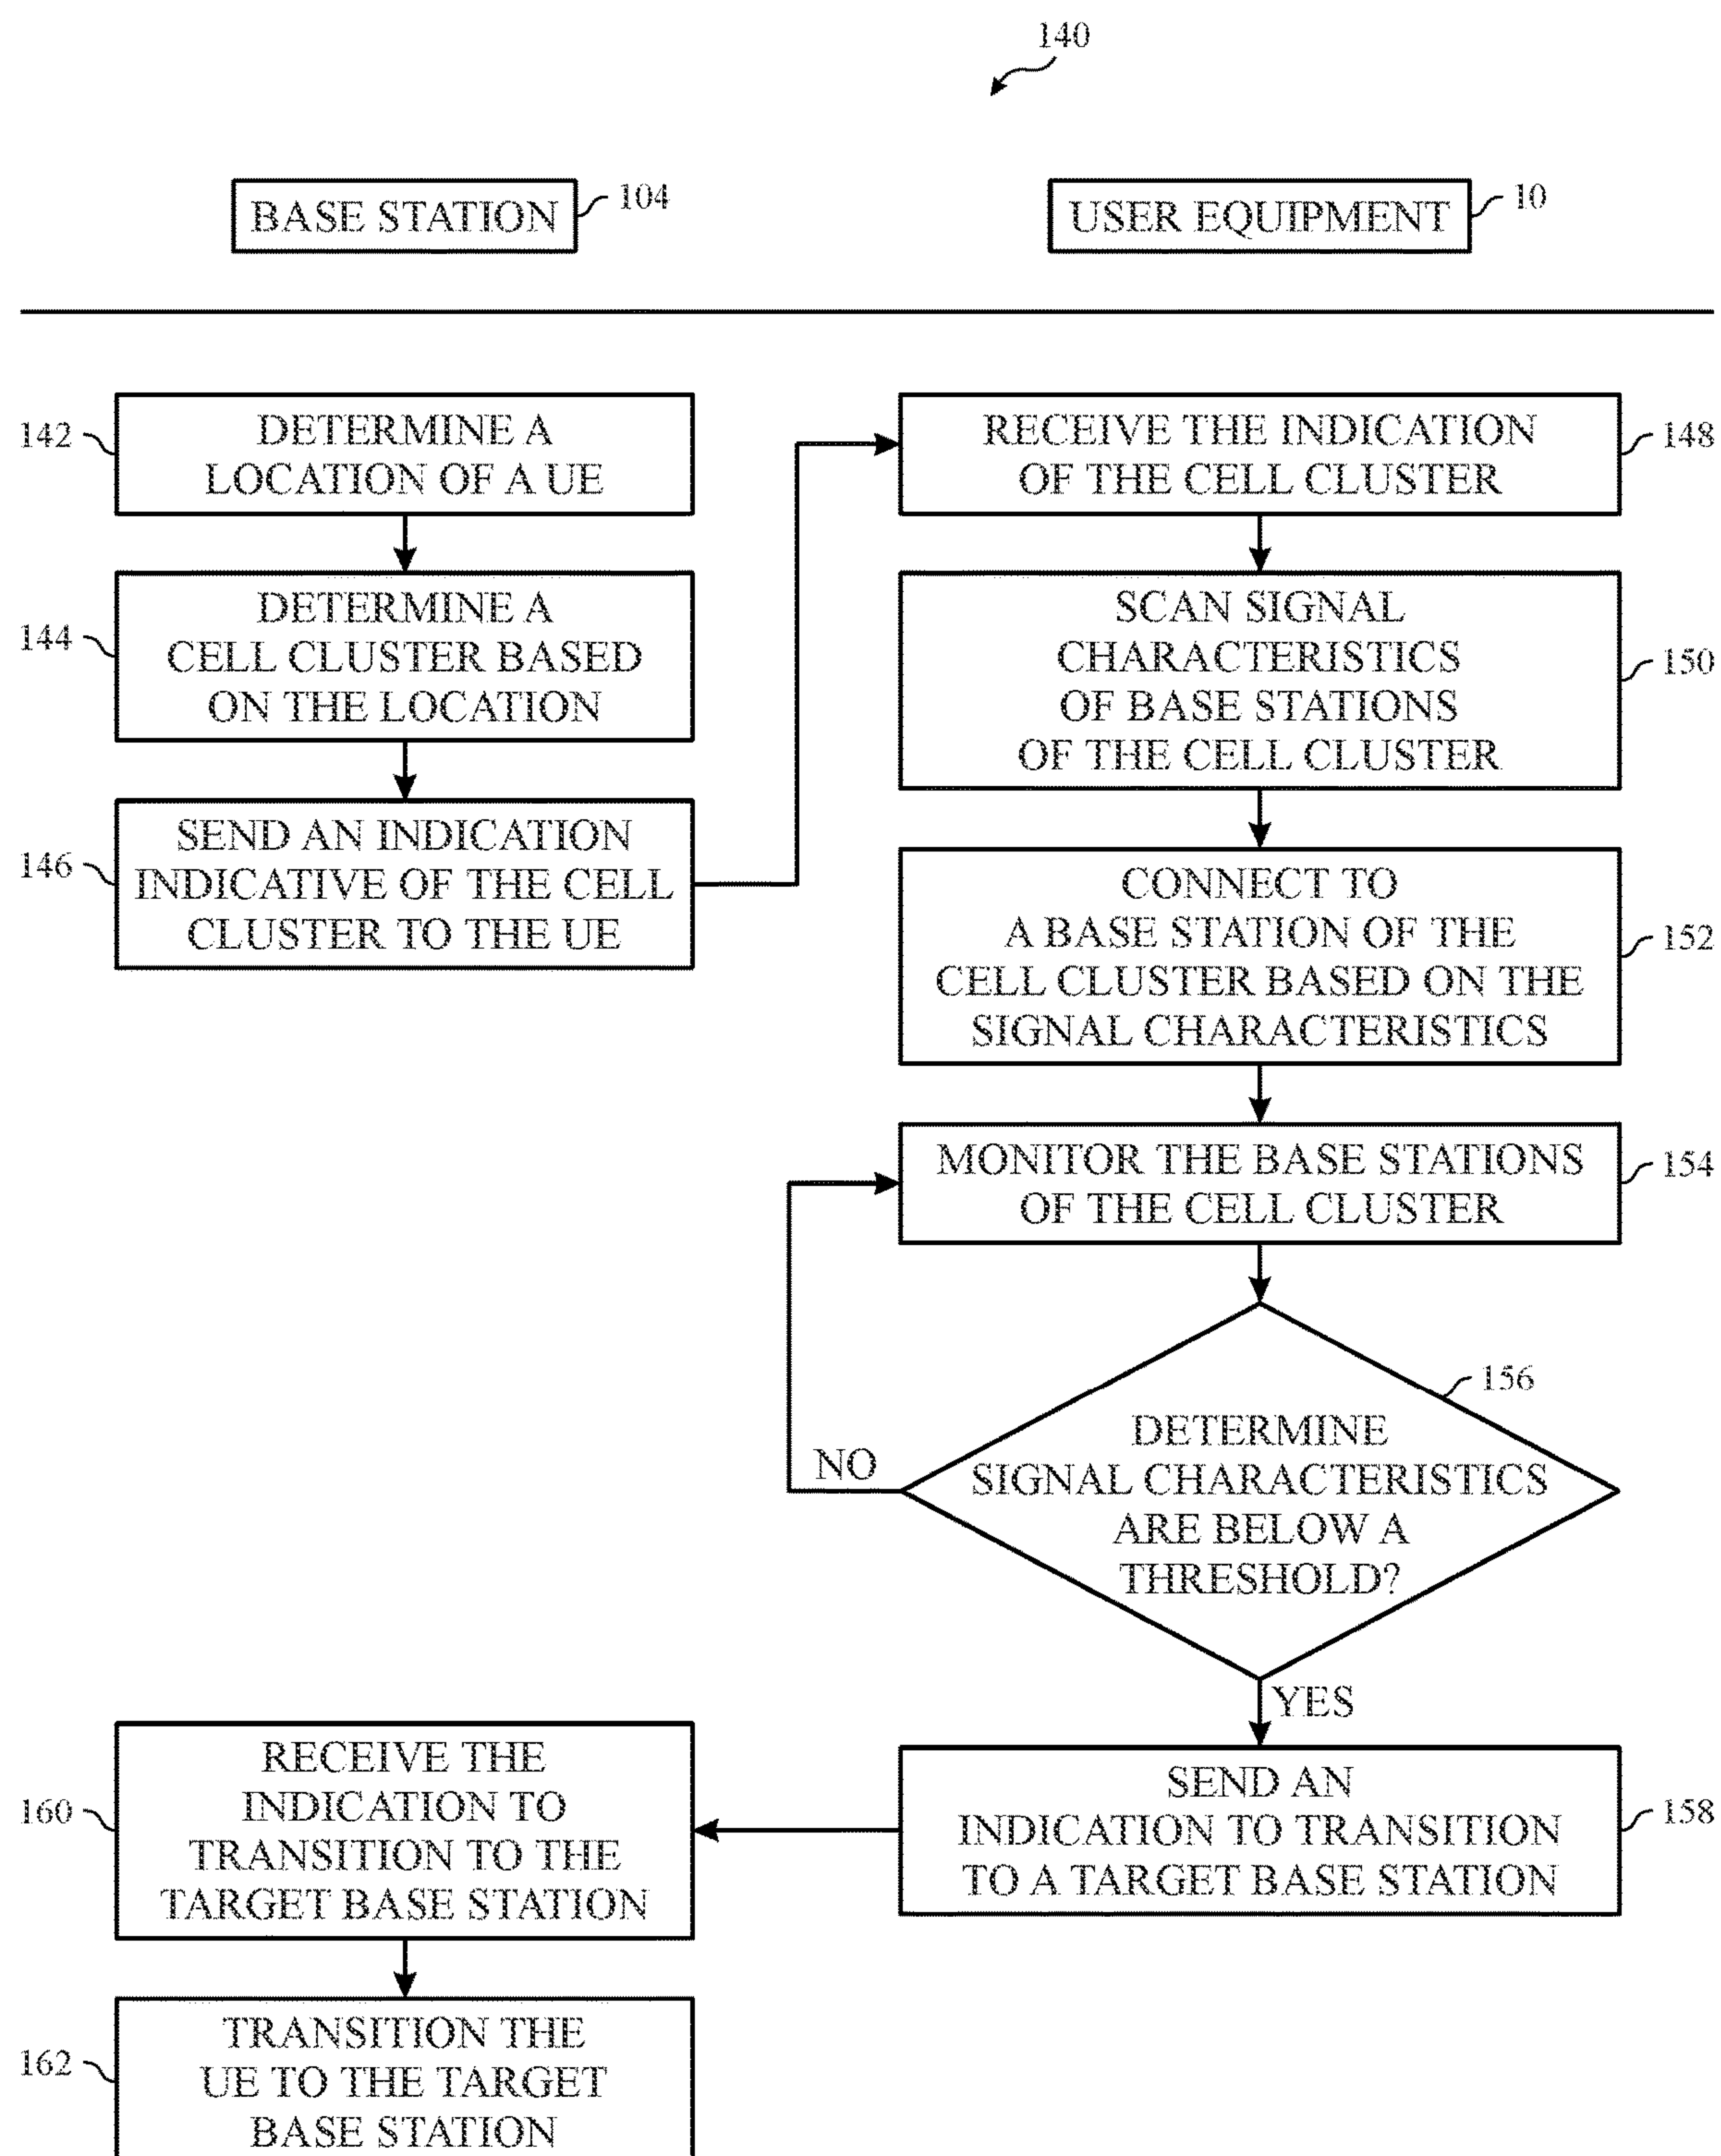 140
BASE STATION
104
USER EQUIPMENT
10
142
DETERMINE A
LOCATION OF A UE
144
DETERMINE A
CELL CLUSTER BASED
ON THE LOCATION
146
SEND AN INDICATION
INDICATIVE OF THE CELL
CLUSTER TO THE UE
RECEIVE THE INDICATION
OF THE CELL CLUSTER
148
SCAN SIGNAL
CHARACTERISTICS
OF BASE STATIONS
OF THE CELL CLUSTER
150
CONNECT TO
A BASE STATION OF THE
CELL CLUSTER BASED ON THE
SIGNAL CHARACTERISTICS
152
MONITOR THE BASE STATIONS
OF THE CELL CLUSTER
154
156
DETERMINE
SIGNAL CHARACTERISTICS
ARE BELOW A
THRESHOLD?
NO
YES
SEND AN
INDICATION TO TRANSITION
TO A TARGET BASE STATION
158
160
RECEIVE THE
INDICATION TO
TRANSITION TO THE
TARGET BASE STATION
162
TRANSITION THE
UE TO THE TARGET
BASE STATION